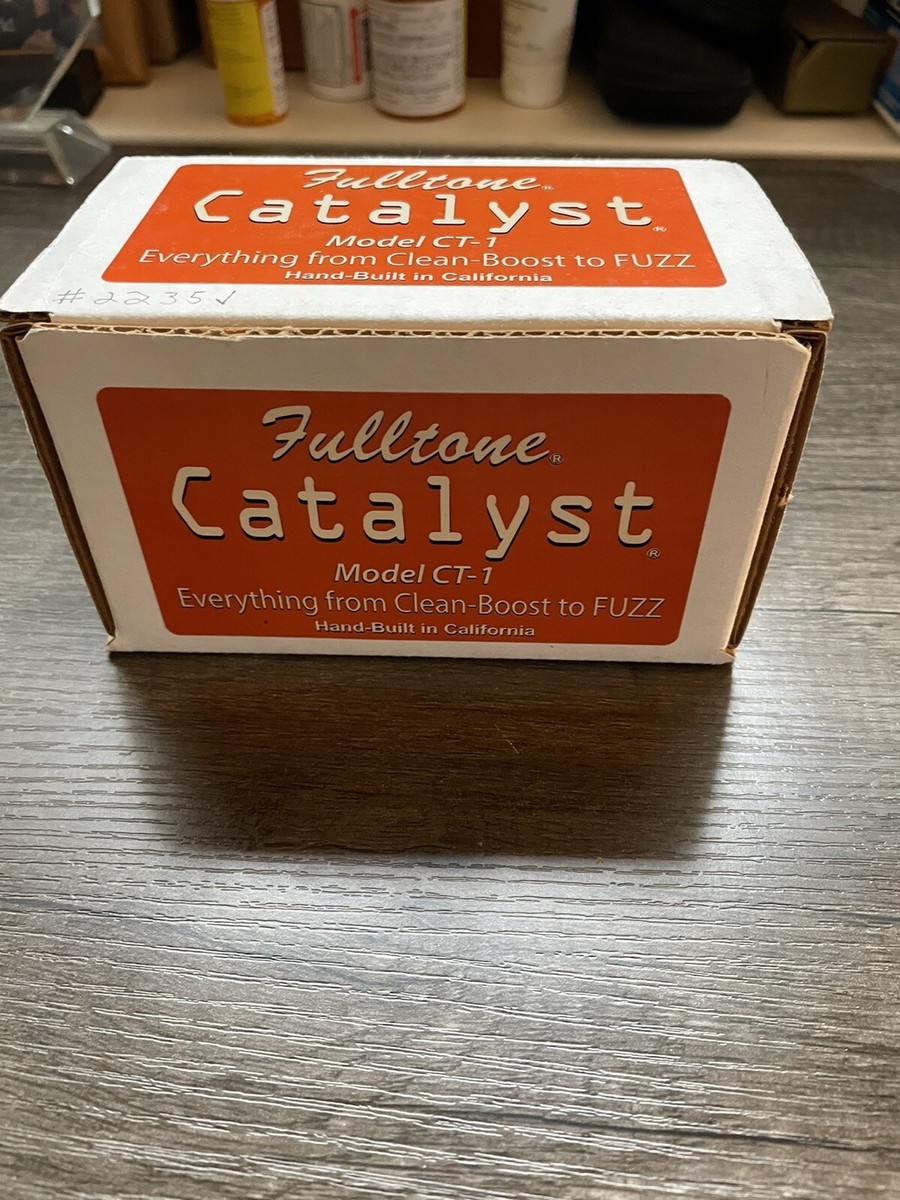 Fulltone®
Catalyst®
Model CT-1
Everything from Clean-Boost to FUZZ
Hand-Built in California
#2235✓
Fulltone®
Catalyst®
Model CT-1
Everything from Clean-Boost to FUZZ
Hand-Built in California